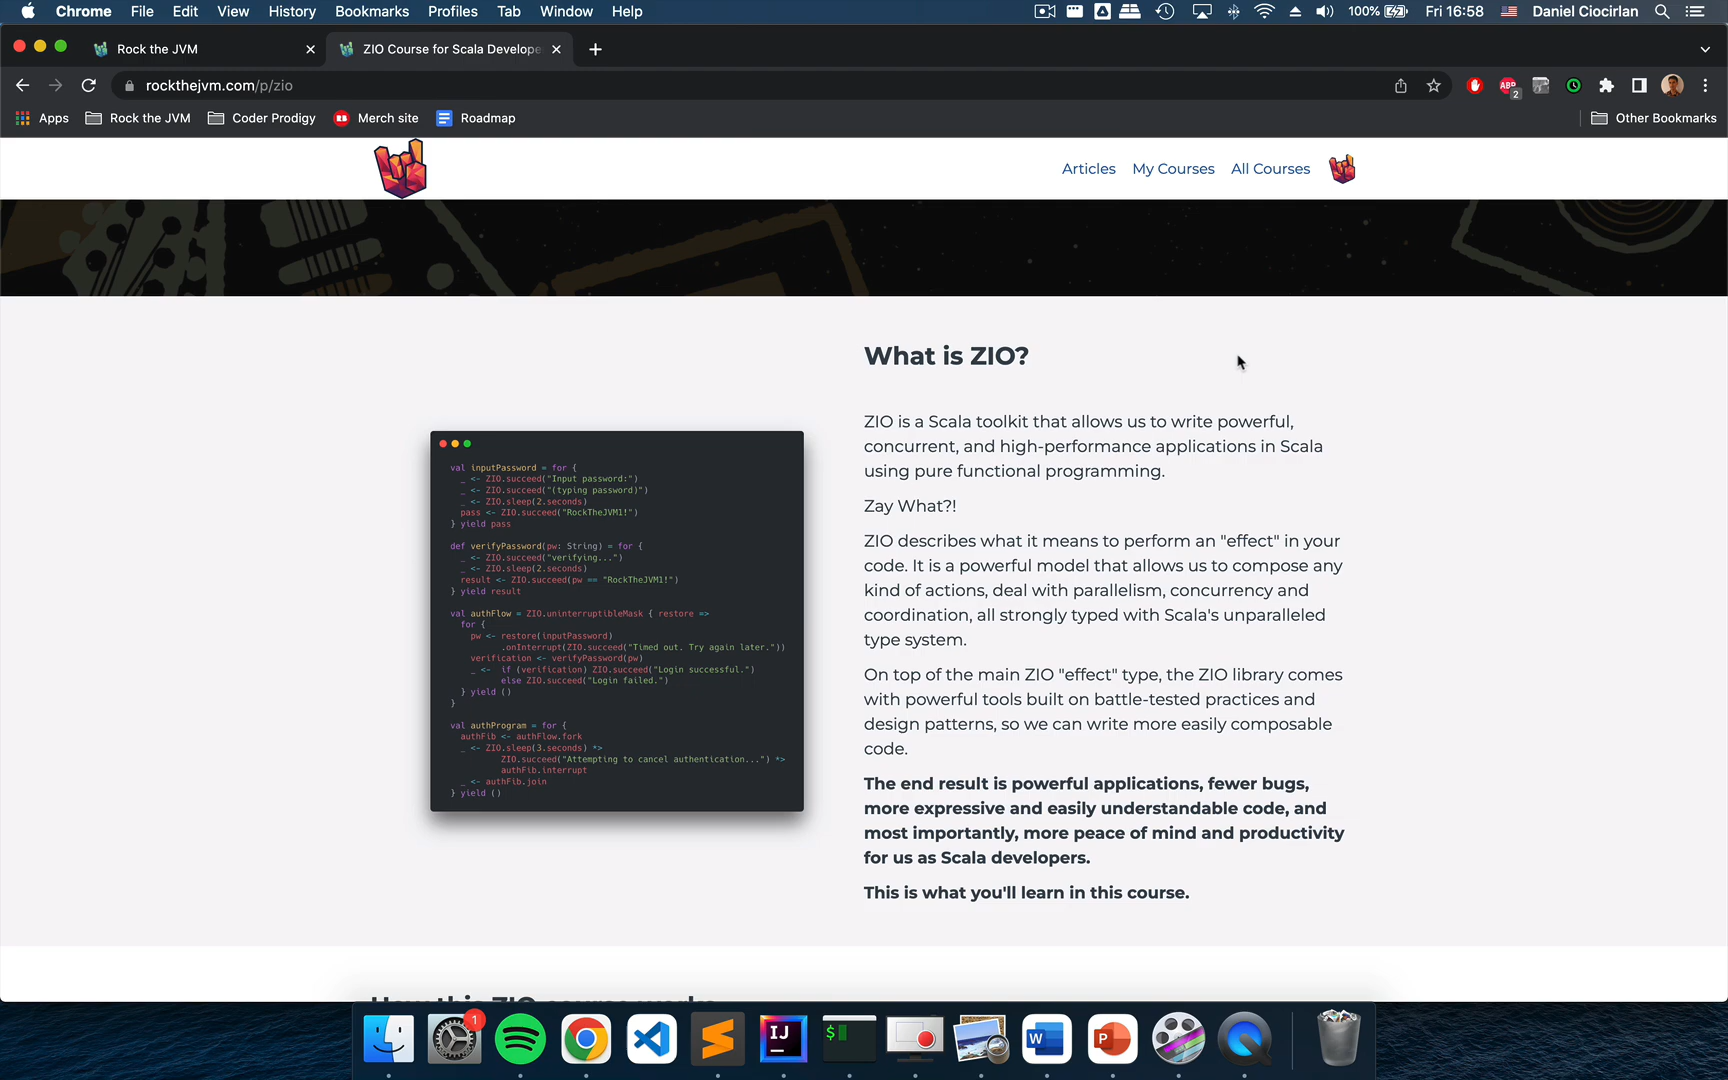 Chrome File Edit View History Bookmarks Profiles Tab Window Help 100% Fri 16:58 Daniel Ciocirlan
Rock the JVM ZIO Course for Scala Develope
rockthejvm.com/p/zio ABP 2
Apps Rock the JVM Coder Prodigy RB Merch site Roadmap Other Bookmarks
Articles My Courses All Courses
What is ZIO?
ZIO is a Scala toolkit that allows us to write powerful,
concurrent, and high-performance applications in Scala
using pure functional programming.
Zay What?!
ZIO describes what it means to perform an "effect" in your
code. It is a powerful model that allows us to compose any
kind of actions, deal with parallelism, concurrency and
coordination, all strongly typed with Scala's unparalleled
type system.
On top of the main ZIO "effect" type, the ZIO library comes
with powerful tools built on battle-tested practices and
design patterns, so we can write more easily composable
code.
The end result is powerful applications, fewer bugs,
more expressive and easily understandable code, and
most importantly, more peace of mind and productivity
for us as Scala developers.
This is what you'll learn in this course.
val inputPassword = for {
_ <- ZIO.succeed("Input password:")
_ <- ZIO.succeed("(typing password)")
_ <- ZIO.sleep(2.seconds)
pass <- ZIO.succeed("RockTheJVM1!")
} yield pass
def verifyPassword(pw: String) = for {
_ <- ZIO.succeed("verifying...")
_ <- ZIO.sleep(2.seconds)
result <- ZIO.succeed(pw == "RockTheJVM1!")
} yield result
val authFlow = ZIO.uninterruptibleMask { restore =>
for {
pw <- restore(inputPassword)
.onInterrupt(ZIO.succeed("Timed out. Try again later."))
verification <- verifyPassword(pw)
_ <- if (verification) ZIO.succeed("Login successful.")
else ZIO.succeed("Login failed.")
} yield ()
}
val authProgram = for {
authFib <- authFlow.fork
_ <- ZIO.sleep(3.seconds) *>
ZIO.succeed("Attempting to cancel authentication...") *>
authFib.interrupt
_ <- authFib.join
} yield ()
How this ZIO course works
1 IJ $ W P